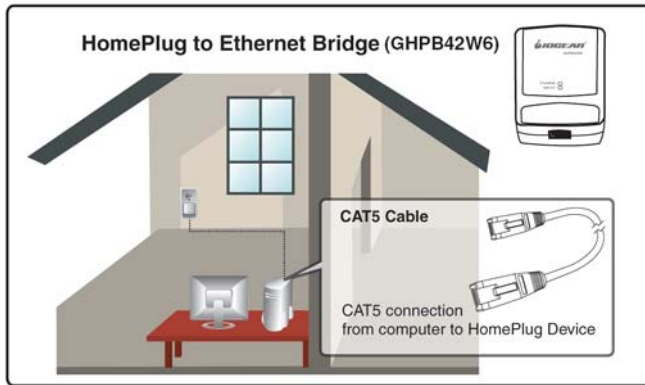 HomePlug to Ethernet Bridge (GHPB42W6)
IOGEAR
CAT5 Cable
CAT5 connection
from computer to HomePlug Device